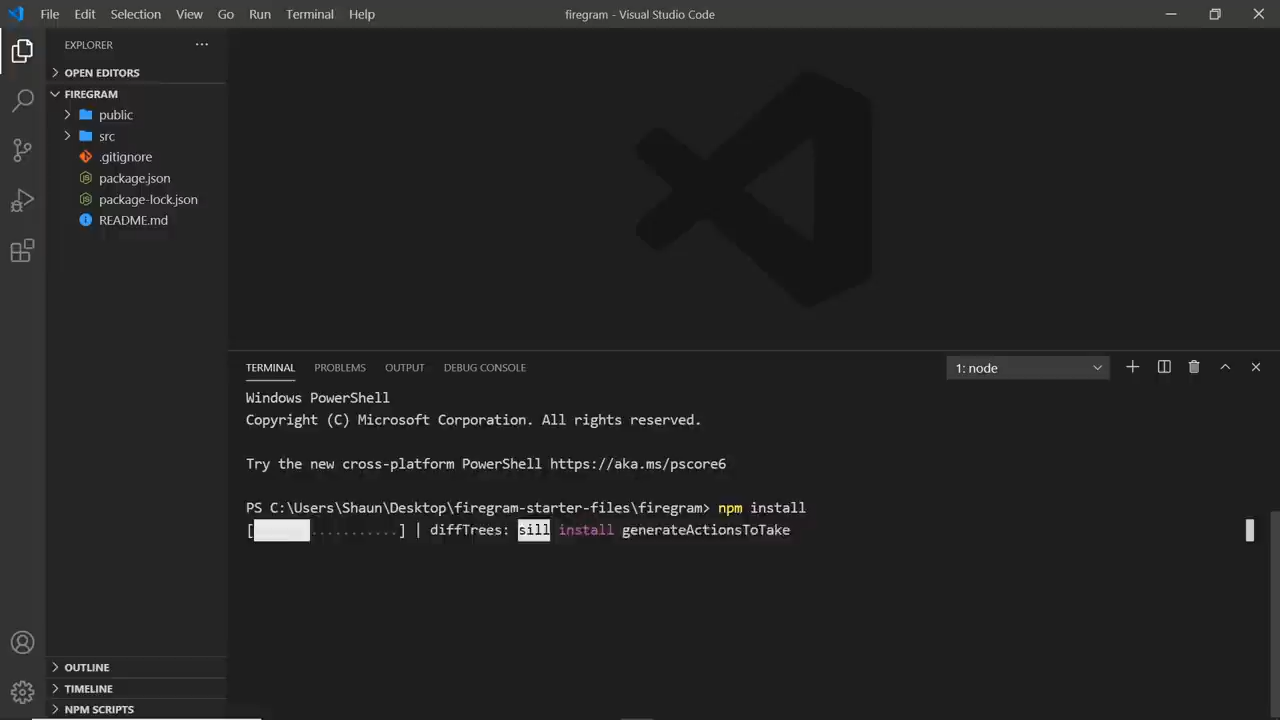 File Edit Selection View Go Run Terminal Help
firegram - Visual Studio Code
EXPLORER
OPEN EDITORS
FIREGRAM
public
src
.gitignore
package.json
package-lock.json
README.md
OUTLINE
TIMELINE
NPM SCRIPTS
TERMINAL PROBLEMS OUTPUT DEBUG CONSOLE
1: node
Windows PowerShell
Copyright (C) Microsoft Corporation. All rights reserved.
Try the new cross-platform PowerShell https://aka.ms/pscore6
PS C:\Users\Shaun\Desktop\firegram-starter-files\firegram> npm install
[ ...........] | diffTrees: sill install generateActionsToTake